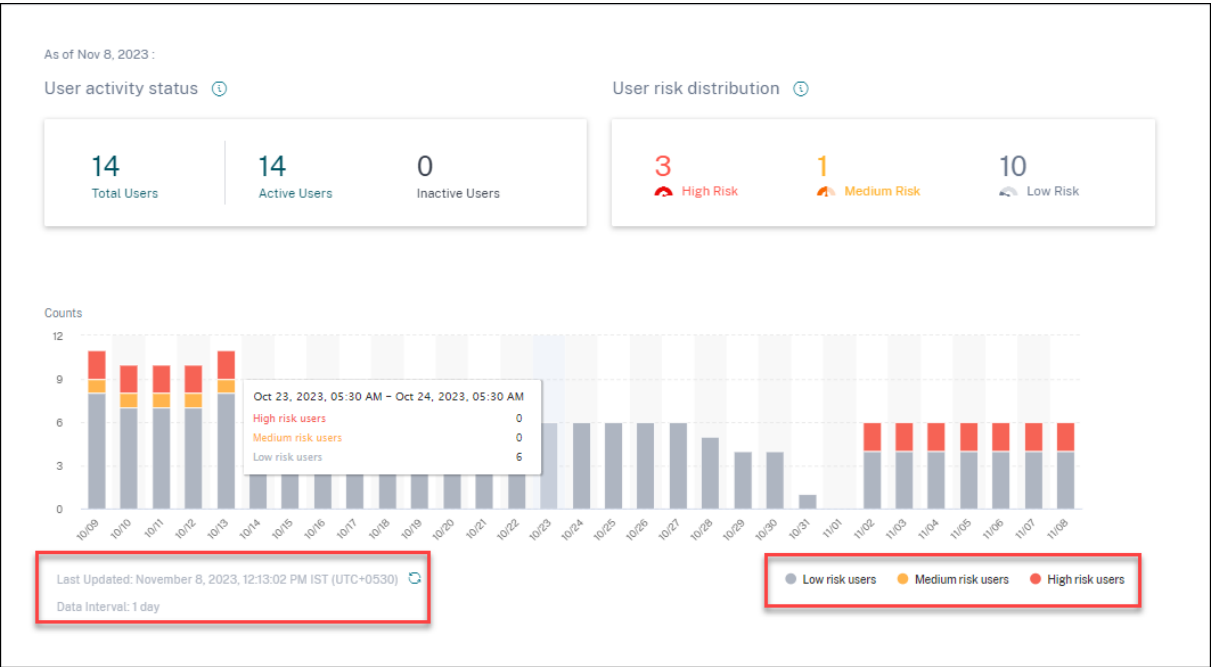 As of Nov 8, 2023 :
User activity status
User risk distribution
14
Total Users
14
Active Users
0
Inactive Users
3
High Risk
1
Medium Risk
10
Low Risk
Counts
12
9
6
3
0
Oct 23, 2023, 05:30 AM – Oct 24, 2023, 05:30 AM
High risk users 0
Medium risk users 0
Low risk users 6
10/09 10/10 10/11 10/12 10/13 10/14 10/15 10/16 10/17 10/18 10/19 10/20 10/21 10/22 10/23 10/24 10/25 10/26 10/27 10/28 10/29 10/30 10/31 11/01 11/02 11/03 11/04 11/05 11/06 11/07 11/08
Last Updated: November 8, 2023, 12:13:02 PM IST (UTC+0530)
Data Interval: 1 day
Low risk users Medium risk users High risk users